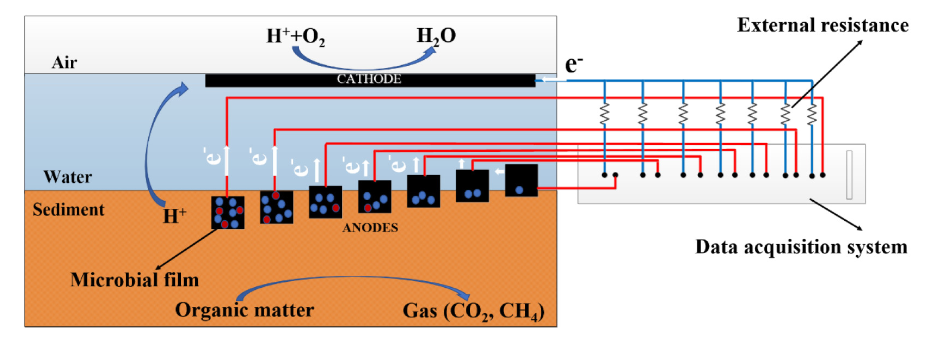 External resistance
H⁺+O₂ H₂O
Air
CATHODE
e⁻
e⁻ e⁻ e⁻ e⁻ e⁻
Water
Sediment
H⁺
ANODES
Data acquisition system
Microbial film
Organic matter Gas (CO₂, CH₄)